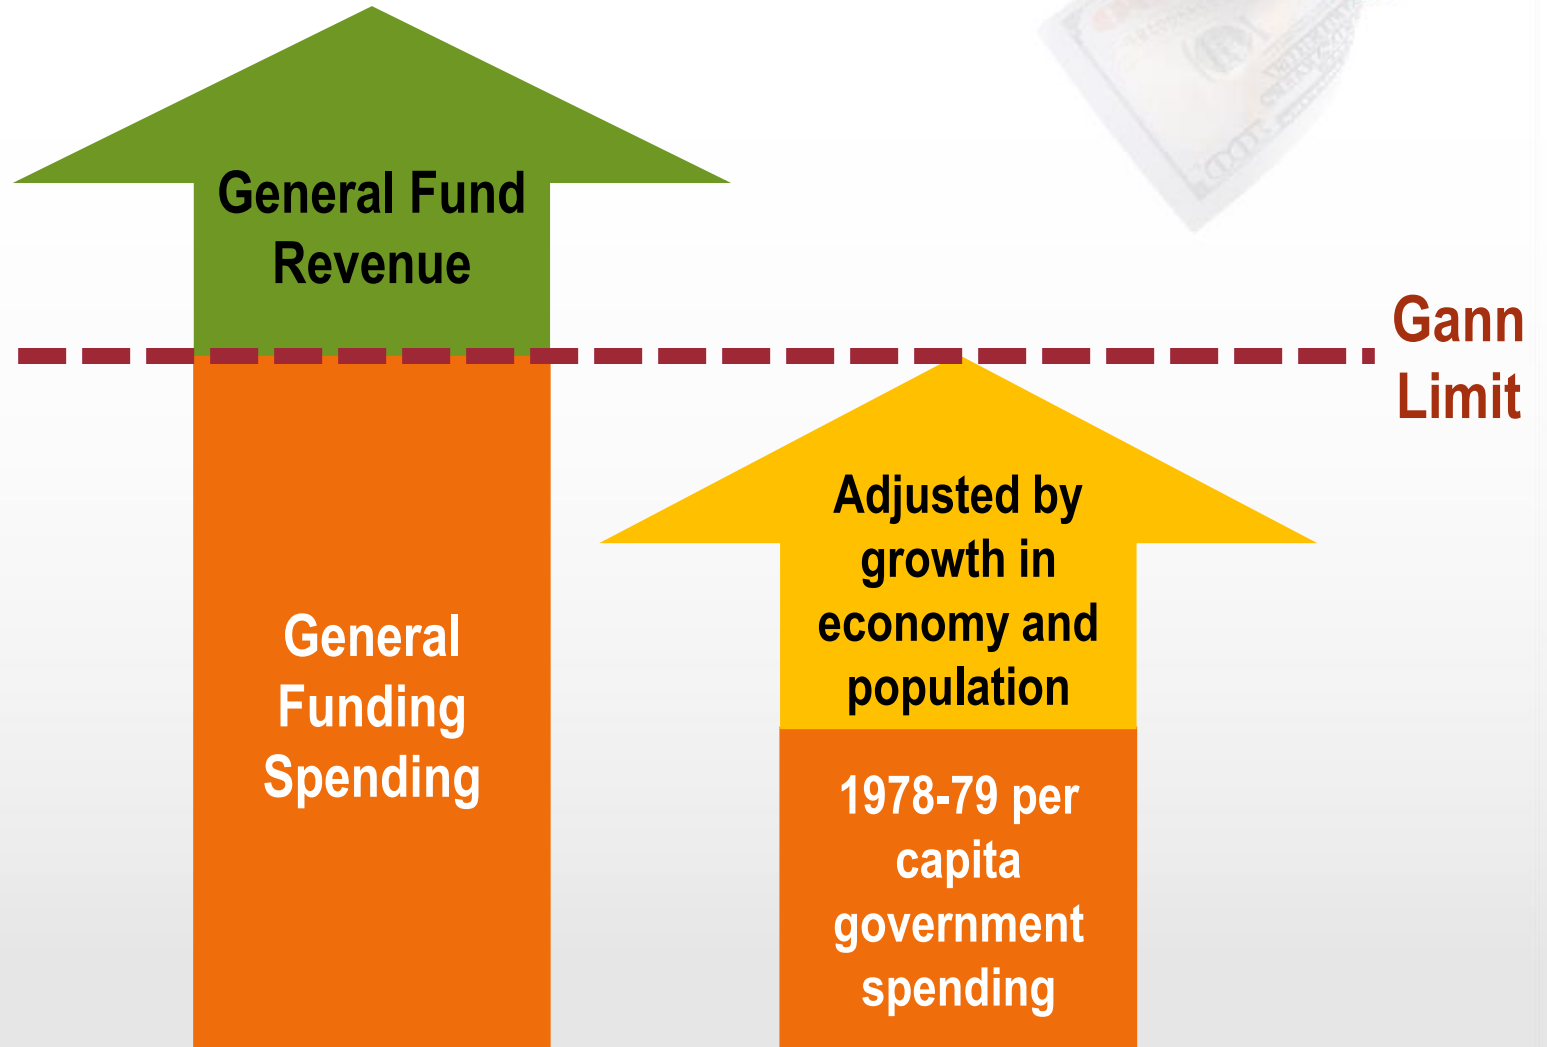 General Fund
Revenue
Gann
Limit
General
Funding
Spending
Adjusted by
growth in
economy and
population
1978-79 per
capita
government
spending